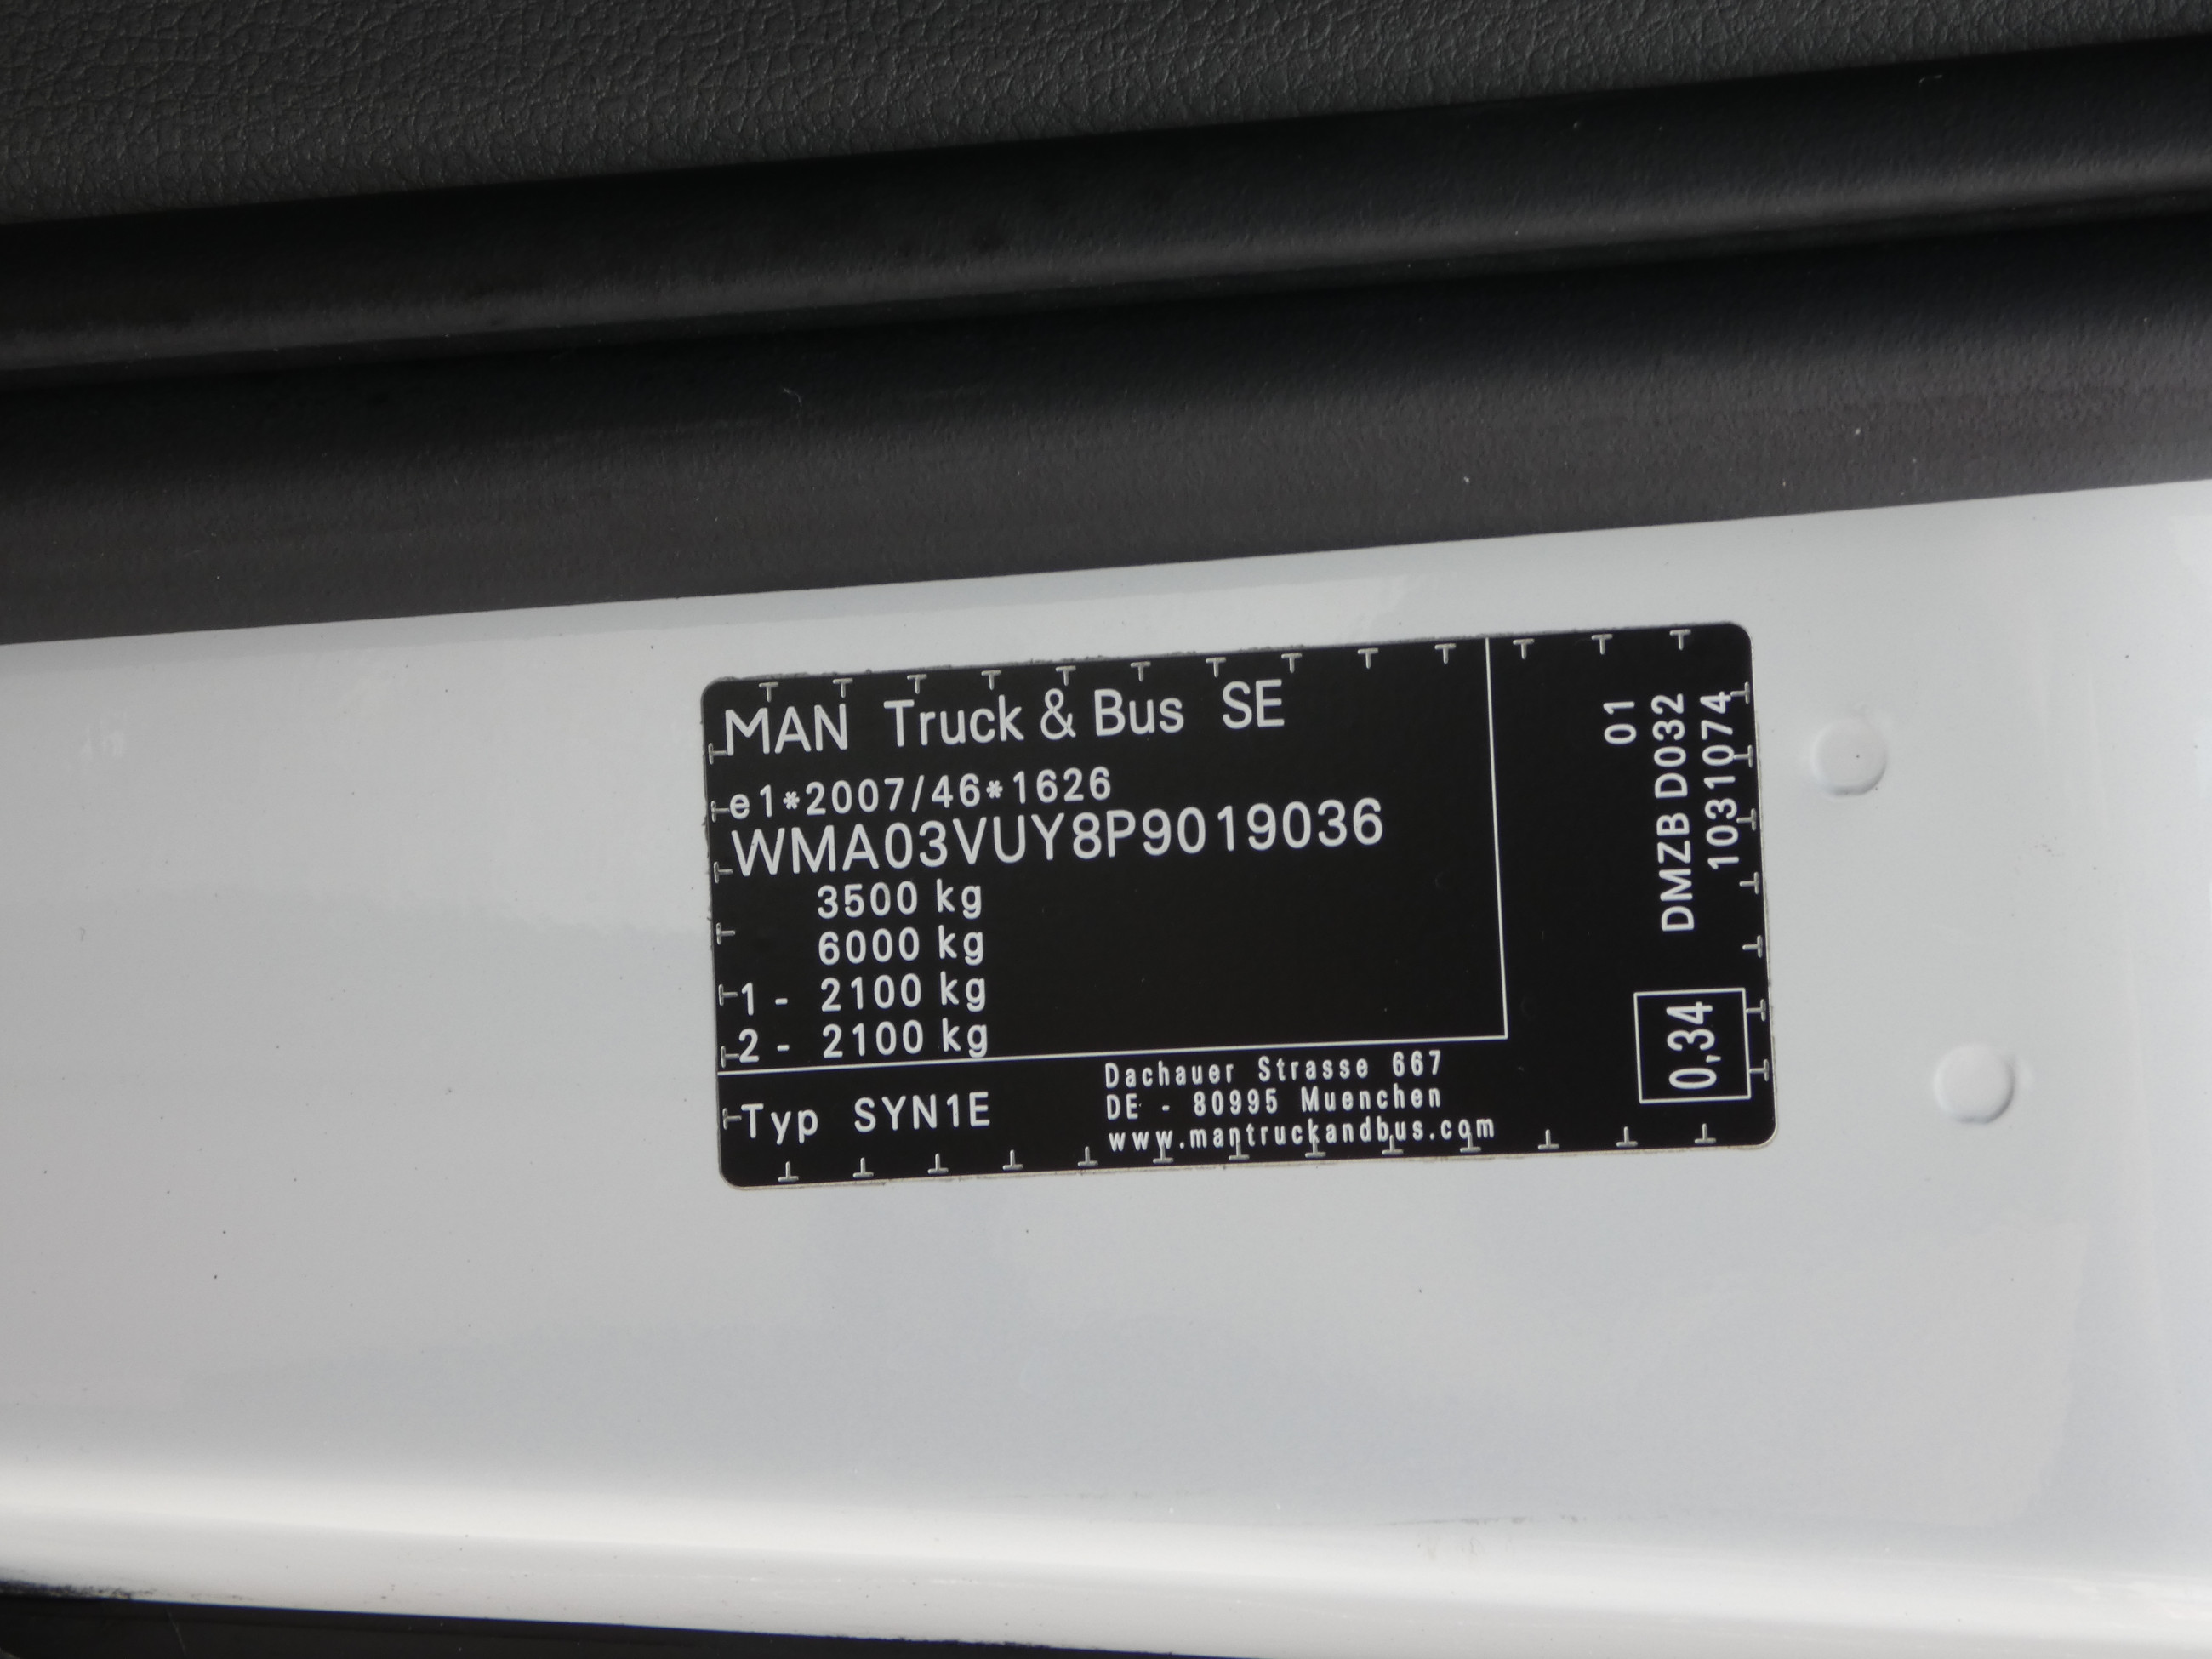 MAN Truck & Bus SE
e1*2007/46*1626
WMA03VUY8P9019036
3500 kg
6000 kg
1 - 2100 kg
2 - 2100 kg
Typ SYN1E
Dachauer Strasse 667
DE - 80995 Muenchen
www.mantruckandbus.com
01
DMZB D032
1031074
0,34